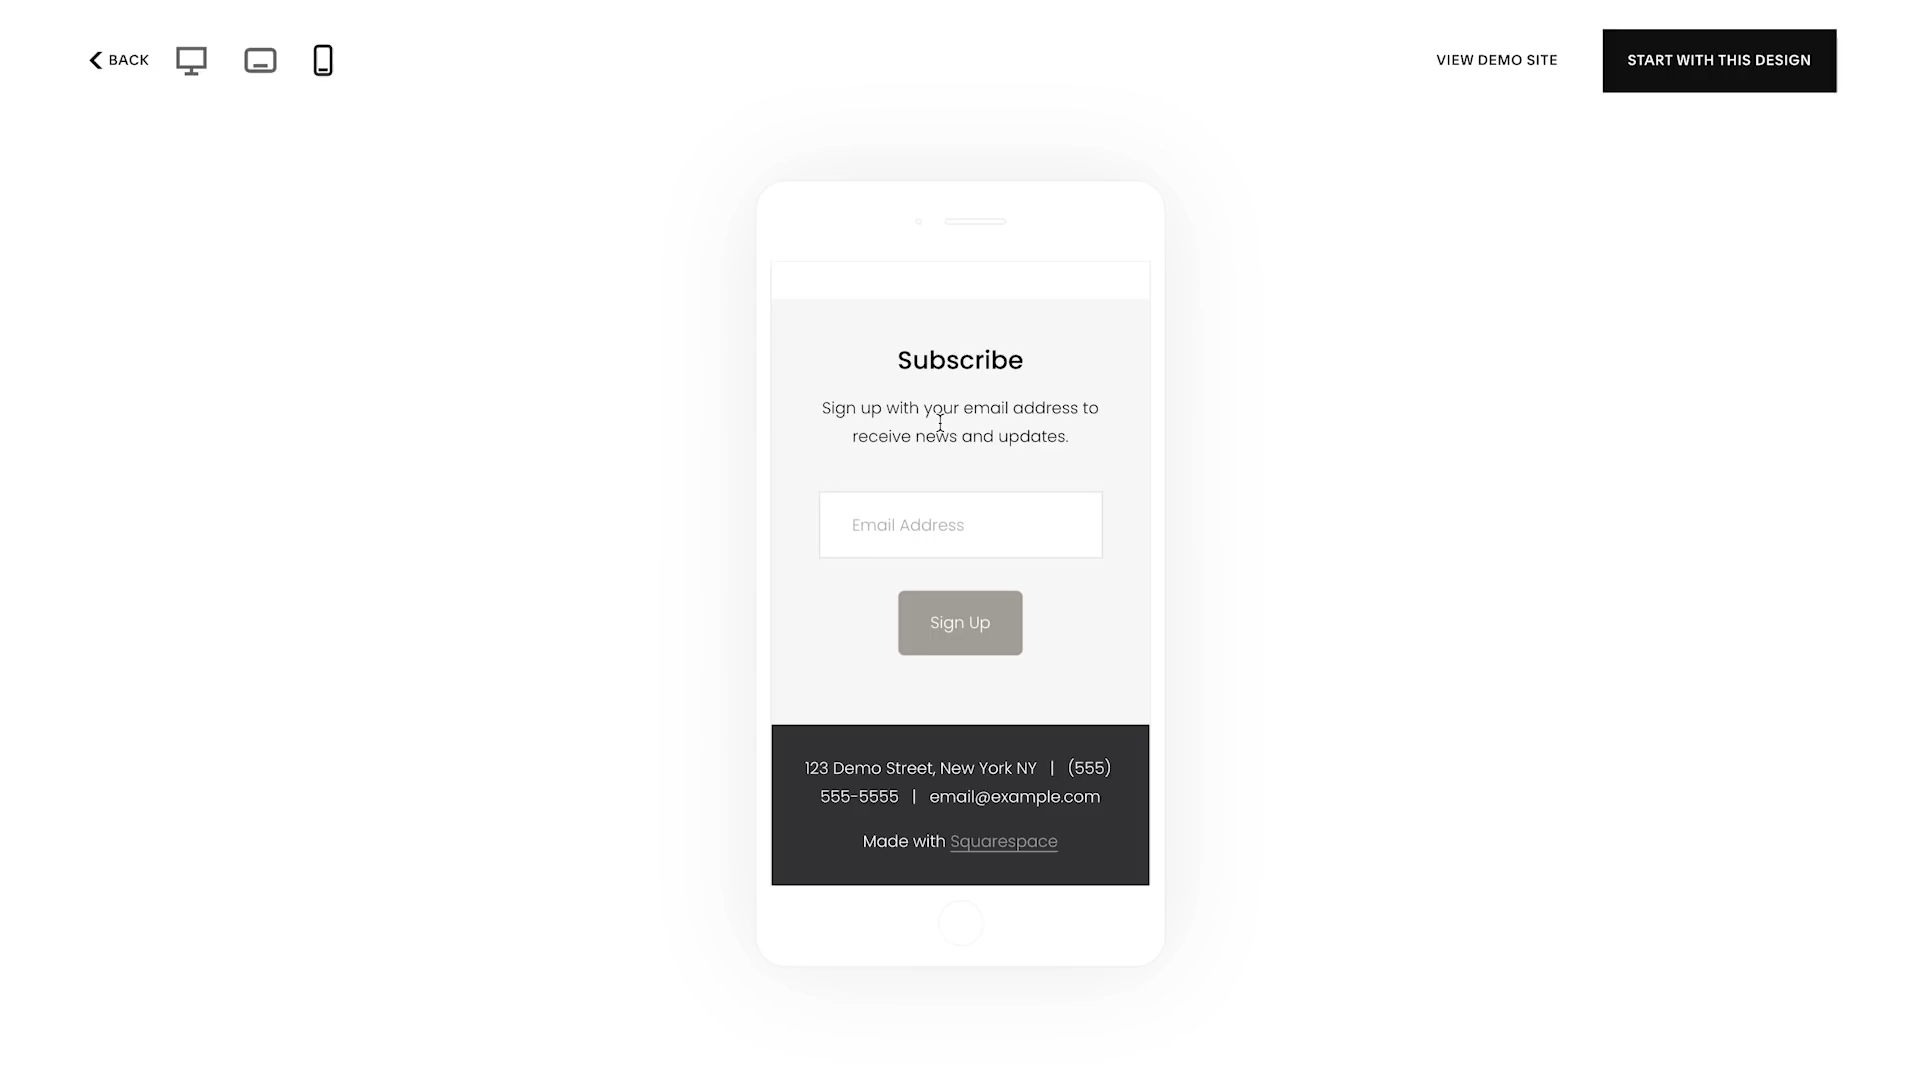 BACK
VIEW DEMO SITE
START WITH THIS DESIGN
Subscribe
Sign up with your email address to
receive news and updates.
Email Address
Sign Up
123 Demo Street, New York NY | (555)
555-5555 | email@example.com
Made with Squarespace